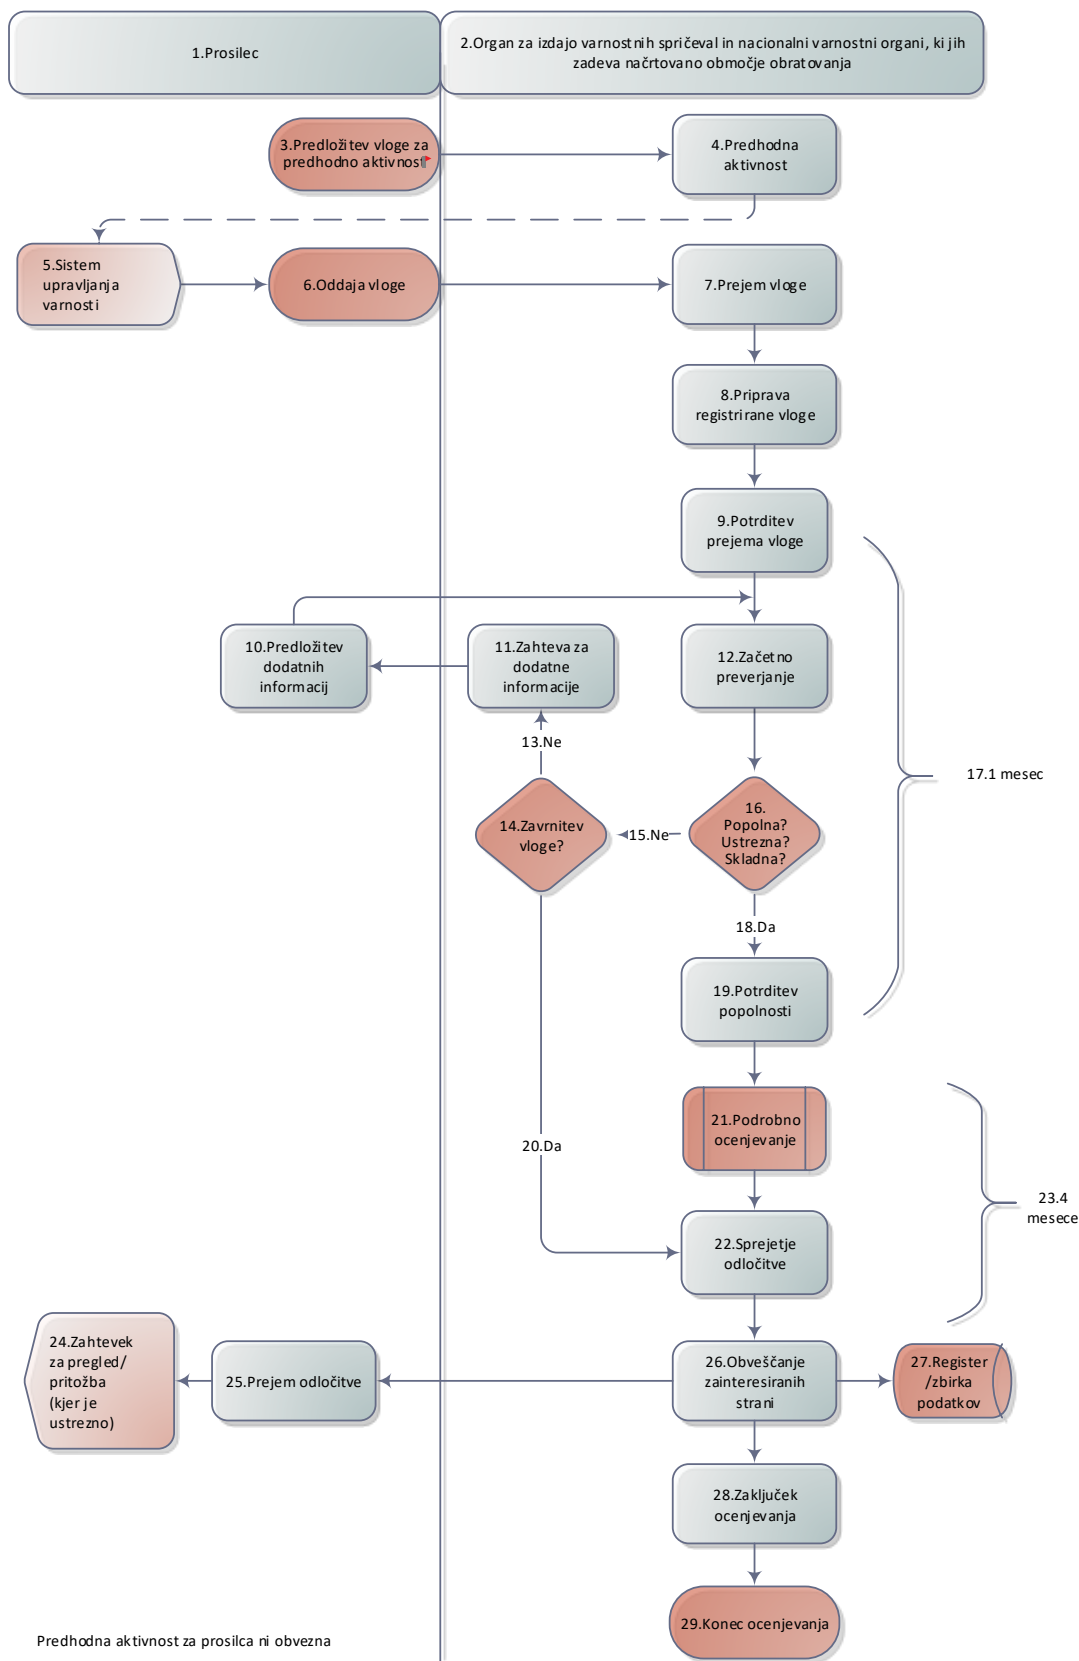 1.Prosilec
2.Organ za izdajo varnostnih spričeval in nacionalni varnostni organi, ki jih
zadeva načrtovano območje obratovanja
3.Predložitev vloge za
predhodno aktivnost
4.Predhodna
aktivnost
5.Sistem
upravljanja
varnosti
6.Oddaja vloge
7.Prejem vloge
8.Priprava
registrirane vloge
9.Potrditev
prejema vloge
10.Predložitev
dodatnih
informacij
11.Zahteva za
dodatne
informacije
12.Začetno
preverjanje
13.Ne
14.Zavrnitev
vloge?
15.Ne
16.
Popolna?
Ustrezna?
Skladna?
17.1 mesec
18.Da
19.Potrditev
popolnosti
20.Da
21.Podrobno
ocenjevanje
22.Sprejetje
odločitve
23.4
mesece
24.Zahtevek
za pregled/
pritožba
(kjer je
ustrezno)
25.Prejem odločitve
26.Obveščanje
zainteresiranih
strani
27.Register
/zbirka
podatkov
28.Zaključek
ocenjevanja
29.Konec ocenjevanja
Predhodna aktivnost za prosilca ni obvezna